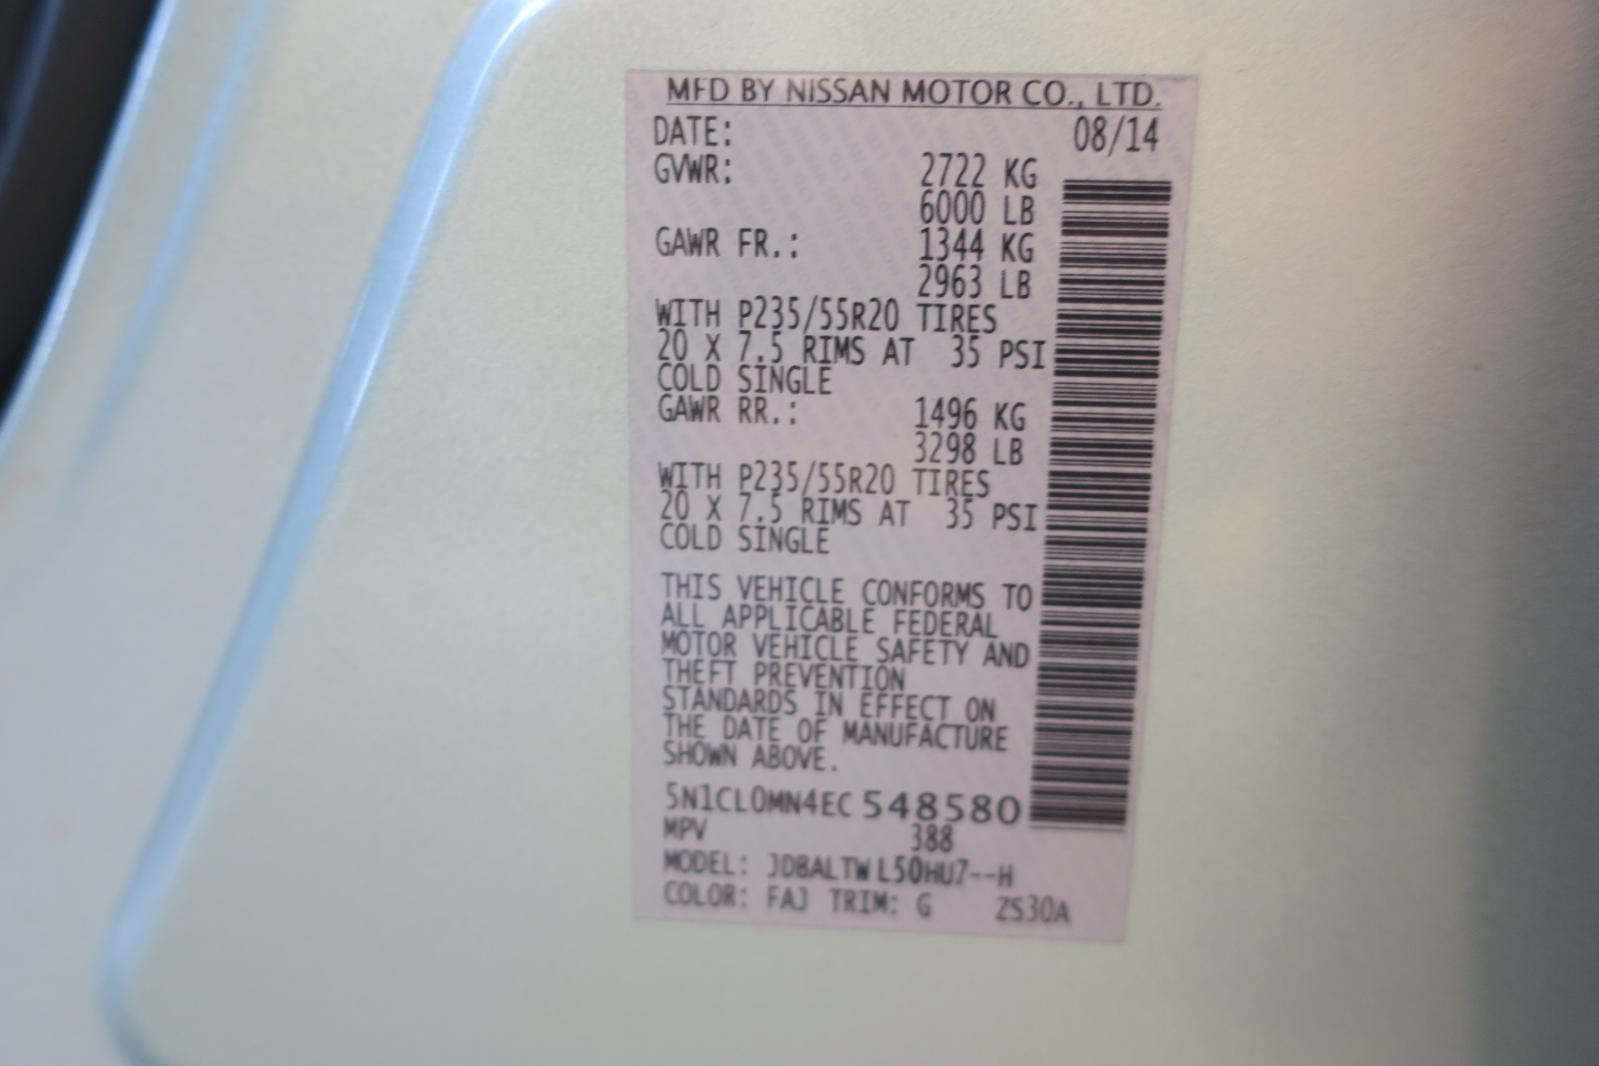 MFD BY NISSAN MOTOR CO., LTD.
DATE: 08/14
GVWR: 2722 KG
6000 LB
GAWR FR.: 1344 KG
2963 LB
WITH P235/55R20 TIRES
20 X 7.5 RIMS AT 35 PSI
COLD SINGLE
GAWR RR.: 1496 KG
3298 LB
WITH P235/55R20 TIRES
20 X 7.5 RIMS AT 35 PSI
COLD SINGLE
THIS VEHICLE CONFORMS TO
ALL APPLICABLE FEDERAL
MOTOR VEHICLE SAFETY AND
THEFT PREVENTION
STANDARDS IN EFFECT ON
THE DATE OF MANUFACTURE
SHOWN ABOVE.
5N1CL0MN4EC548580
MPV 388
MODEL: JDBALTWL50HU7--H
COLOR: FAJ TRIM: G ZS30A